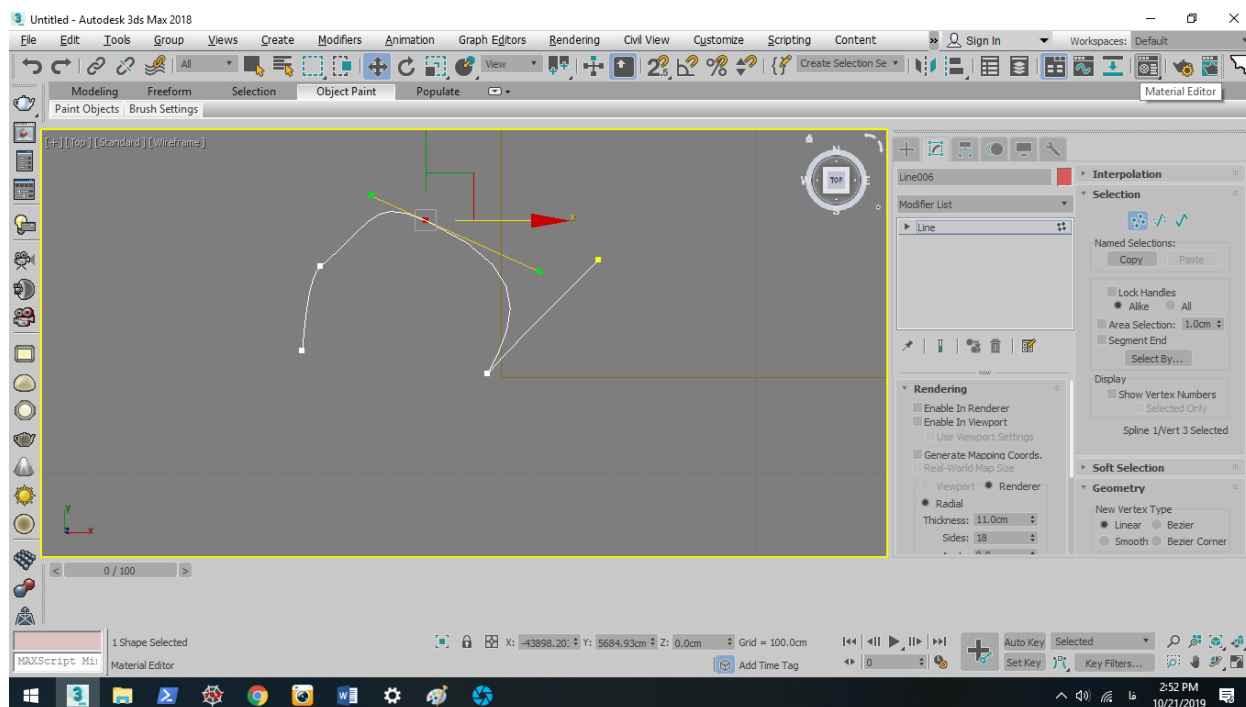 Untitled - Autodesk 3ds Max 2018
File Edit Tools Group Views Create Modifiers Animation Graph Editors Rendering Civil View Customize Scripting Content » Sign In Workspaces: Default
All View Create Selection Se
Modeling Freeform Selection Object Paint Populate
Material Editor
Paint Objects Brush Settings
[+] [Top] [Standard] [Wireframe]
N
W TOP E
S
x
y
z x
Line006
Modifier List
Line
Rendering
Enable In Renderer
Enable In Viewport
Use Viewport Settings
Generate Mapping Coords.
Real-World Map Size
Viewport Renderer
Radial
Thickness: 11.0cm
Sides: 18
Interpolation
Selection
Named Selections:
Copy Paste
Lock Handles
Alike All
Area Selection: 1.0cm
Segment End
Select By...
Display
Show Vertex Numbers
Selected Only
Spline 1/Vert 3 Selected
Soft Selection
Geometry
New Vertex Type
Linear Bezier
Smooth Bezier Corner
< 0 / 100 >
1 Shape Selected X: -43898.20 Y: 5684.93cm Z: 0.0cm Grid = 100.0cm Auto Key Selected
MAXScript Mi Material Editor Add Time Tag 0 Set Key Key Filters...
فا 2:52 PM
10/21/2019